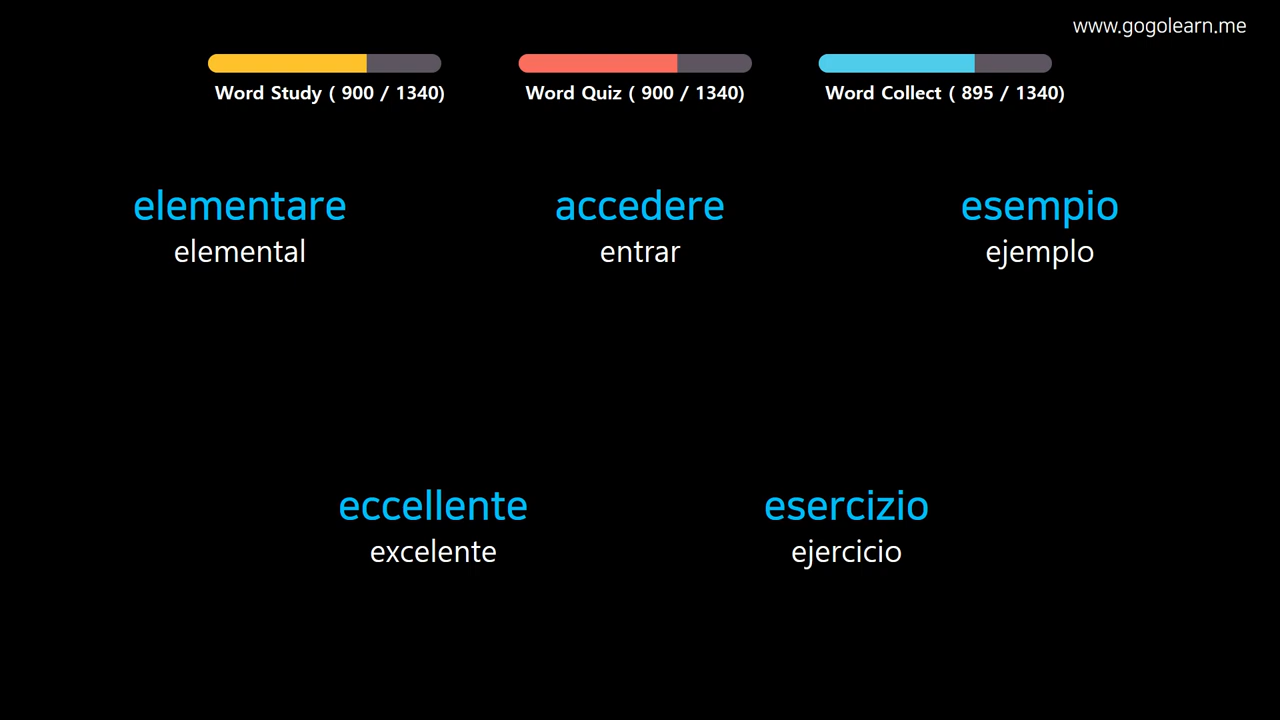 www.gogolearn.me
Word Study ( 900 / 1340)
Word Quiz ( 900 / 1340)
Word Collect ( 895 / 1340)
elementare
elemental
accedere
entrar
esempio
ejemplo
eccellente
excelente
esercizio
ejercicio